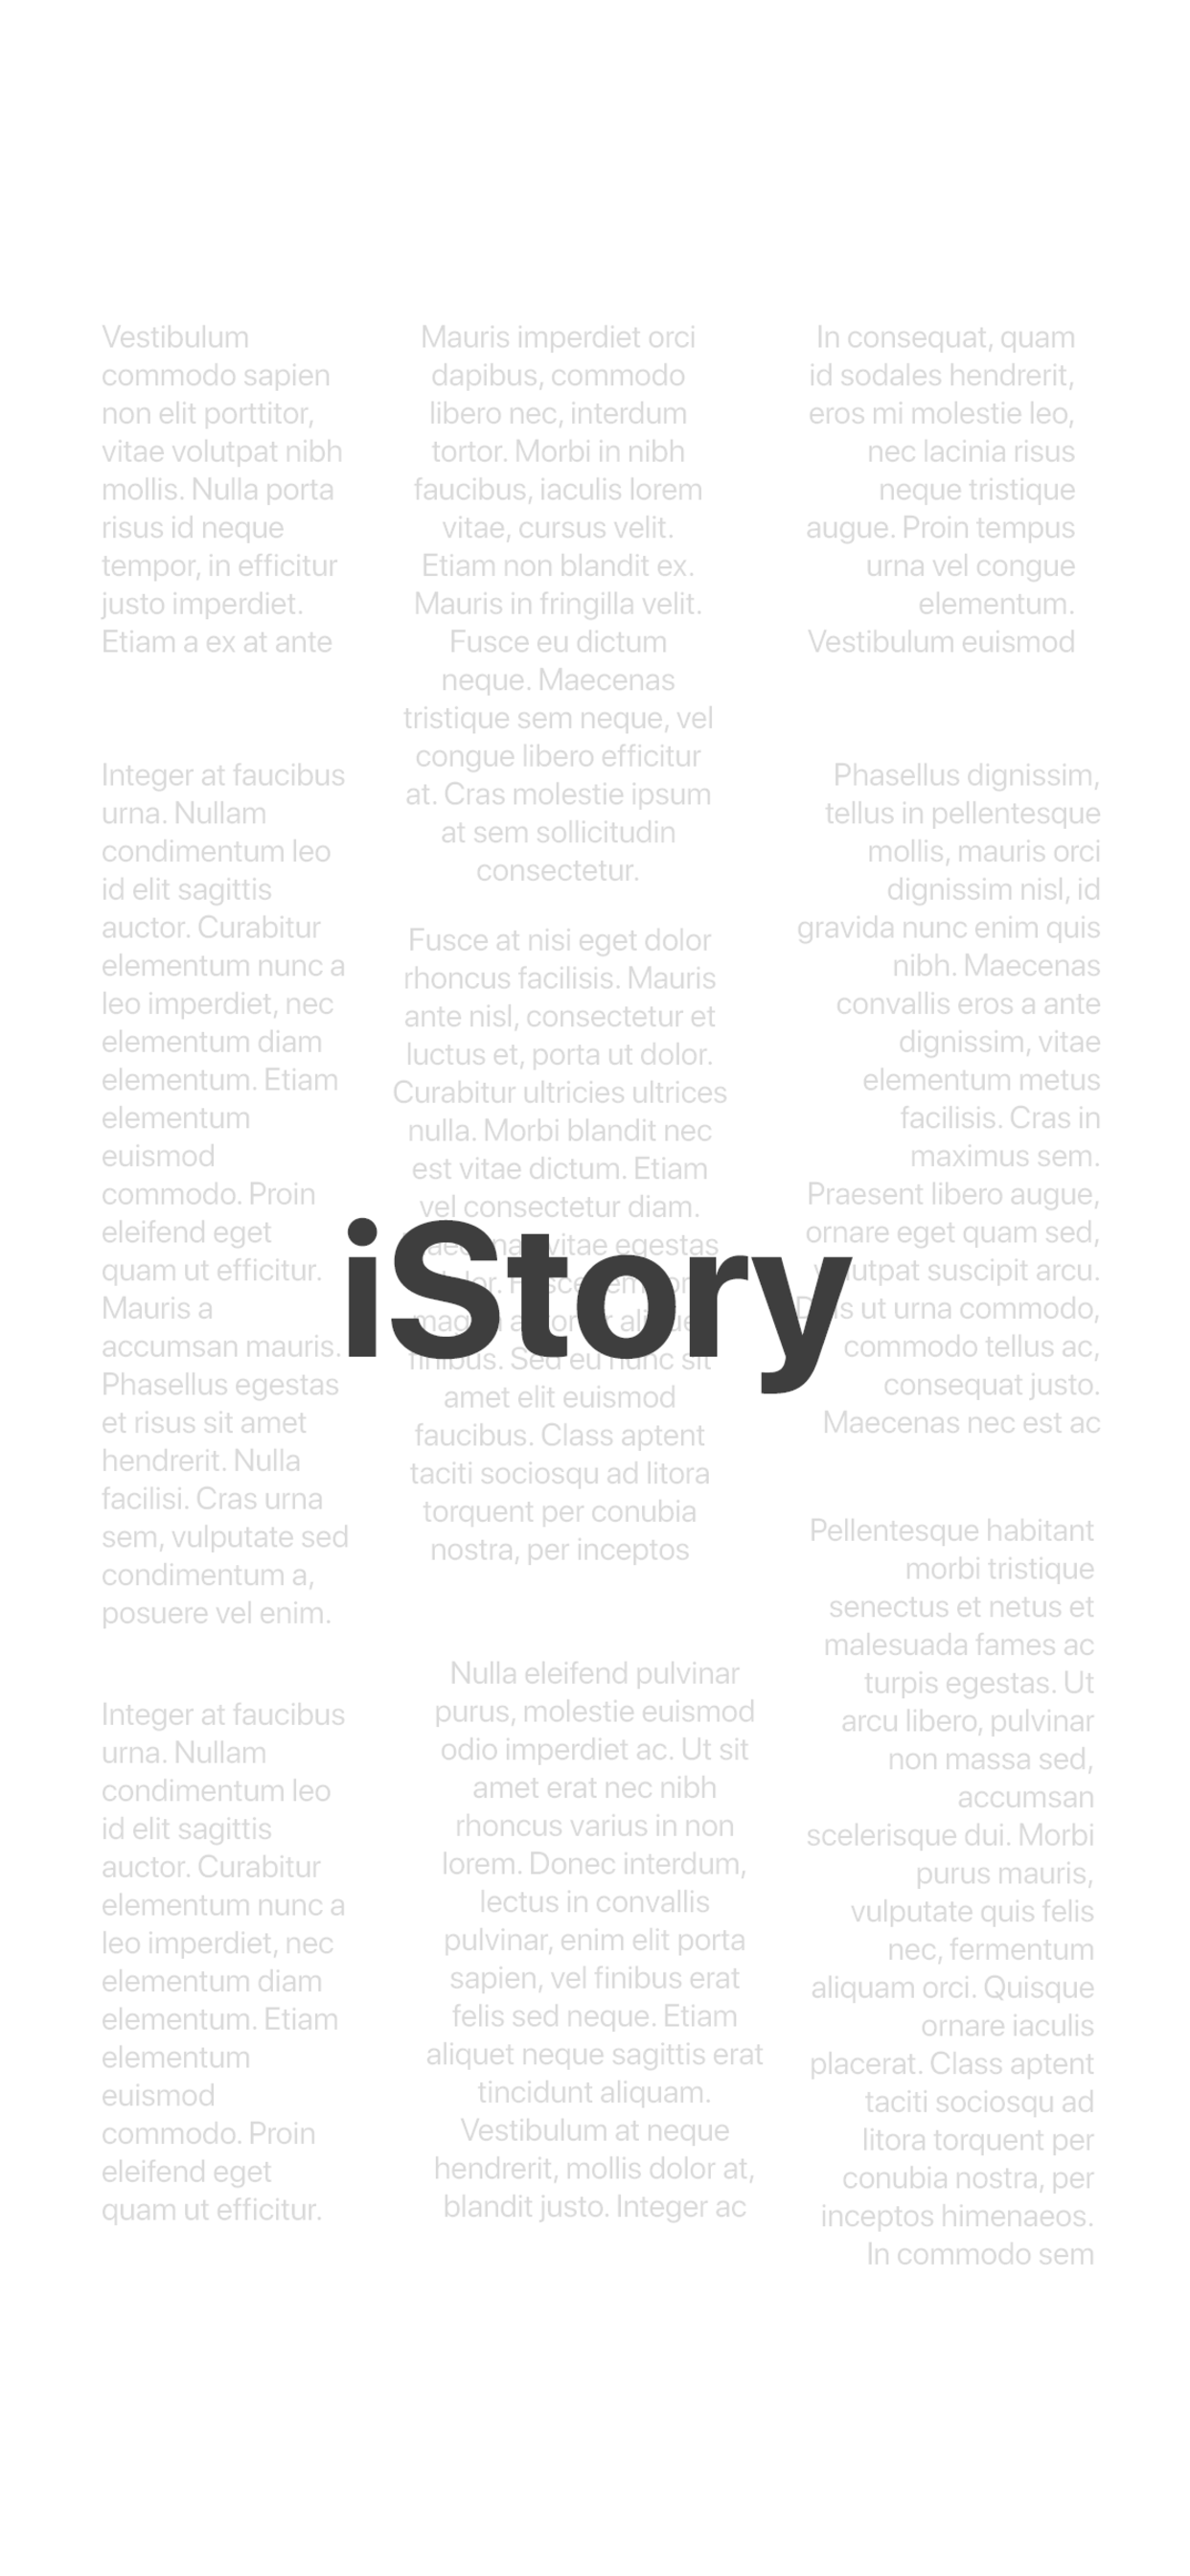 Vestibulum
commodo sapien
non elit porttitor,
vitae volutpat nibh
mollis. Nulla porta
risus id neque
tempor, in efficitur
justo imperdiet.
Etiam a ex at ante
Integer at faucibus
urna. Nullam
condimentum leo
id elit sagittis
auctor. Curabitur
elementum nunc a
leo imperdiet, nec
elementum diam
elementum. Etiam
elementum
euismod
commodo. Proin
eleifend eget
quam ut efficitur.
Mauris a
accumsan mauris.
Phasellus egestas
et risus sit amet
hendrerit. Nulla
facilisi. Cras urna
sem, vulputate sed
condimentum a,
posuere vel enim.
Integer at faucibus
urna. Nullam
condimentum leo
id elit sagittis
auctor. Curabitur
elementum nunc a
leo imperdiet, nec
elementum diam
elementum. Etiam
elementum
euismod
commodo. Proin
eleifend eget
quam ut efficitur.
Mauris imperdiet orci
dapibus, commodo
libero nec, interdum
tortor. Morbi in nibh
faucibus, iaculis lorem
vitae, cursus velit.
Etiam non blandit ex.
Mauris in fringilla velit.
Fusce eu dictum
neque. Maecenas
tristique sem neque, vel
congue libero efficitur
at. Cras molestie ipsum
at sem sollicitudin
consectetur.
Fusce at nisi eget dolor
rhoncus facilisis. Mauris
ante nisl, consectetur et
luctus et, porta ut dolor.
Curabitur ultricies ultrices
nulla. Morbi blandit nec
est vitae dictum. Etiam
vel consectetur diam.
vitae egestas
iStory
finibus. Sed eu nunc sit
amet elit euismod
faucibus. Class aptent
taciti sociosqu ad litora
torquent per conubia
nostra, per inceptos
Nulla eleifend pulvinar
purus, molestie euismod
odio imperdiet ac. Ut sit
amet erat nec nibh
rhoncus varius in non
lorem. Donec interdum,
lectus in convallis
pulvinar, enim elit porta
sapien, vel finibus erat
felis sed neque. Etiam
aliquet neque sagittis erat
tincidunt aliquam.
Vestibulum at neque
hendrerit, mollis dolor at,
blandit justo. Integer ac
In consequat, quam
id sodales hendrerit,
eros mi molestie leo,
nec lacinia risus
neque tristique
augue. Proin tempus
urna vel congue
elementum.
Vestibulum euismod
Phasellus dignissim,
tellus in pellentesque
mollis, mauris orci
dignissim nisl, id
gravida nunc enim quis
nibh. Maecenas
convallis eros a ante
dignissim, vitae
elementum metus
facilisis. Cras in
maximus sem.
Praesent libero augue,
ornare eget quam sed,
suscipit arcu.
ut urna commodo,
commodo tellus ac,
consequat justo.
Maecenas nec est ac
Pellentesque habitant
morbi tristique
senectus et netus et
malesuada fames ac
turpis egestas. Ut
arcu libero, pulvinar
non massa sed,
accumsan
scelerisque dui. Morbi
purus mauris,
vulputate quis felis
nec, fermentum
aliquam orci. Quisque
ornare iaculis
placerat. Class aptent
taciti sociosqu ad
litora torquent per
conubia nostra, per
inceptos himenaeos.
In commodo sem